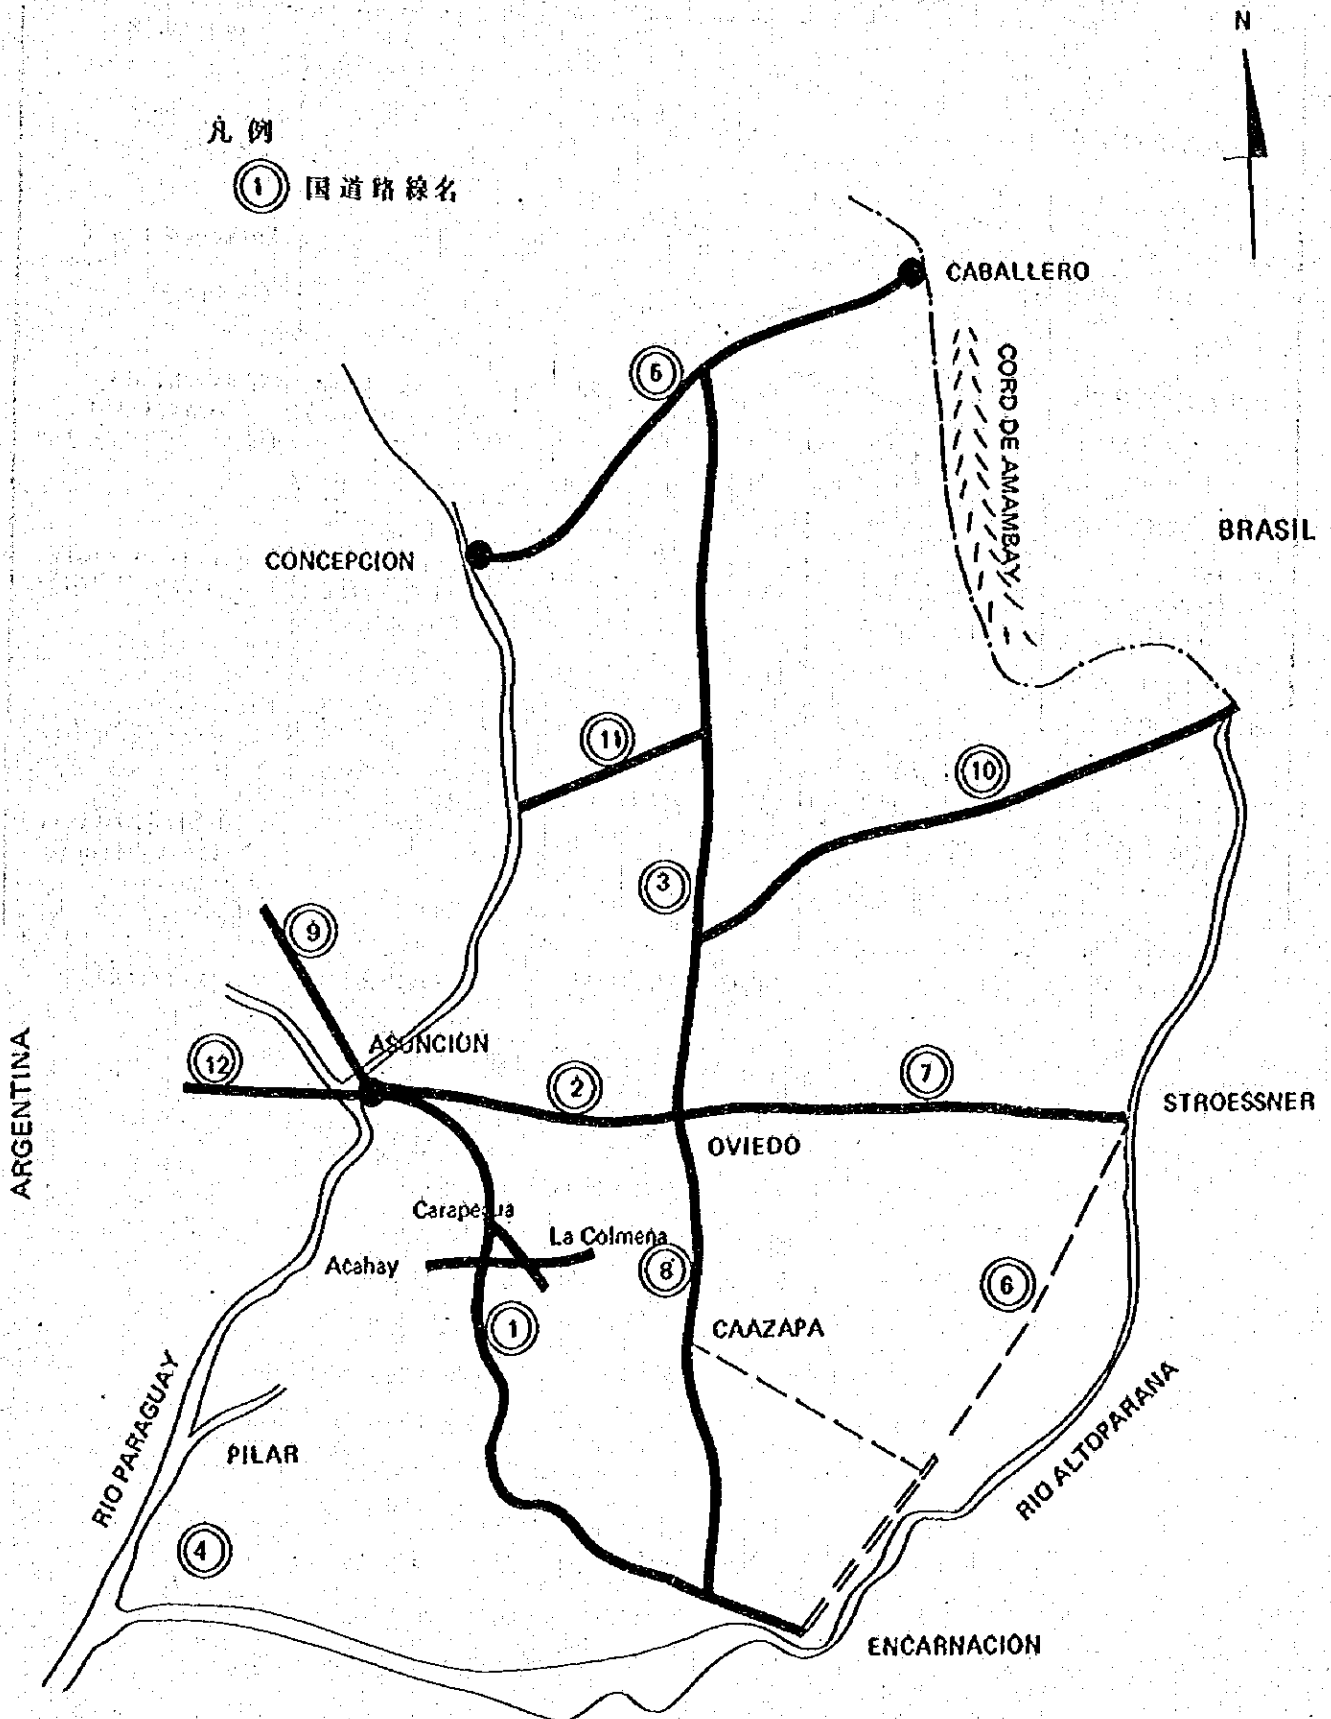 N
凡例
1 国道路線名
CABALLERO
5
CORD DE AMAMBAY
BRASIL
CONCEPCION
11
10
3
9
ARGENTINA
ASUNCION
12
2
7
STROESSNER
OVIEDO
La Colmena
Acahay
8
6
1
CAAZAPA
RIO PARAGUAY
PILAR
RIO ALTOPARANA
4
ENCARNACION